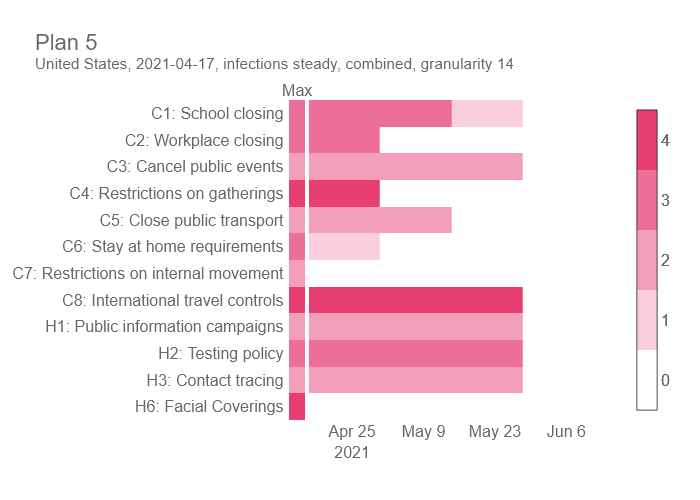 Plan 5
United States, 2021-04-17, infections steady, combined, granularity 14
Max
C1: School closing
C2: Workplace closing
C3: Cancel public events
C4: Restrictions on gatherings
C5: Close public transport
C6: Stay at home requirements
C7: Restrictions on internal movement
C8: International travel controls
H1: Public information campaigns
H2: Testing policy
H3: Contact tracing
H6: Facial Coverings
Apr 25 May 9 May 23 Jun 6
2021
4
3
2
1
0